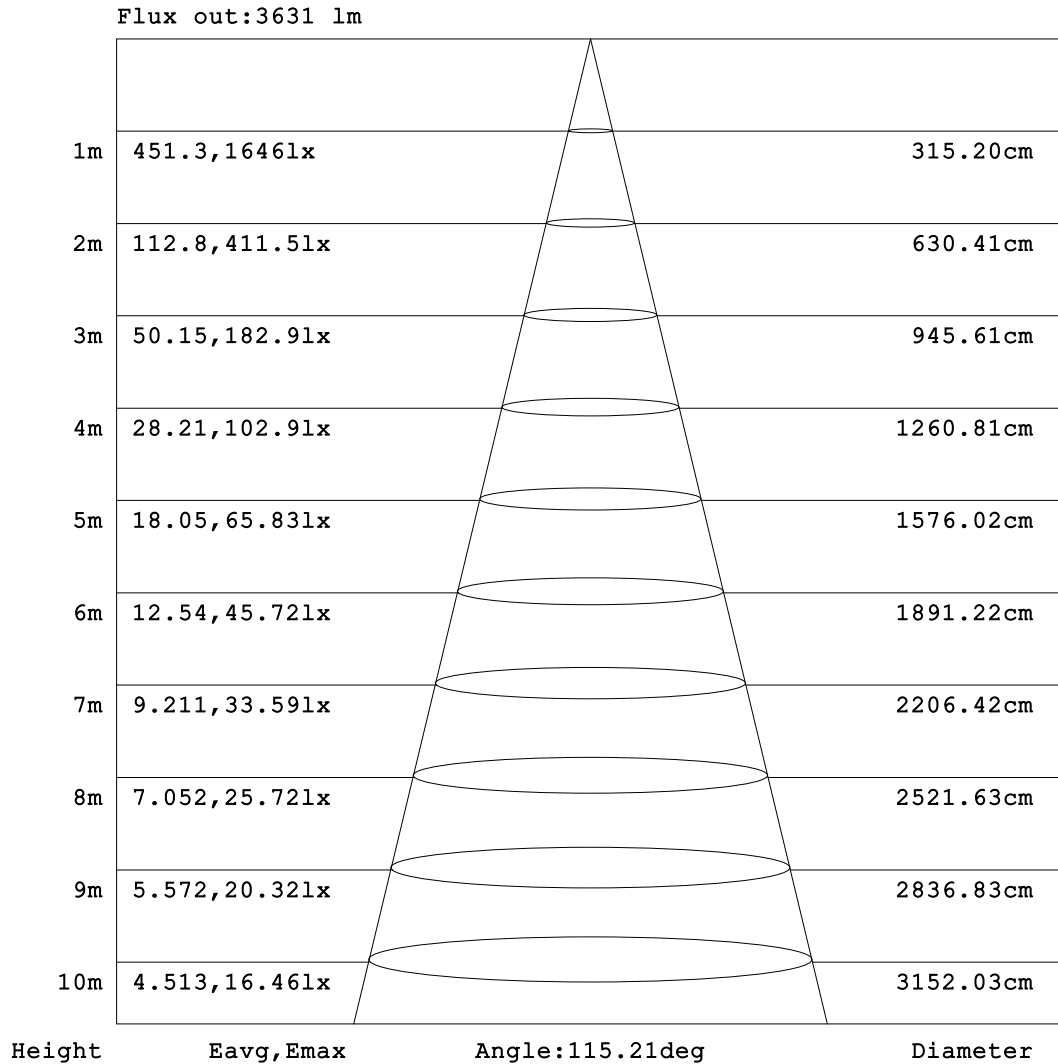 Flux out:3631 lm
1m 451.3,1646lx 315.20cm
2m 112.8,411.5lx 630.41cm
3m 50.15,182.9lx 945.61cm
4m 28.21,102.9lx 1260.81cm
5m 18.05,65.83lx 1576.02cm
6m 12.54,45.72lx 1891.22cm
7m 9.211,33.59lx 2206.42cm
8m 7.052,25.72lx 2521.63cm
9m 5.572,20.32lx 2836.83cm
10m 4.513,16.46lx 3152.03cm
Height Eavg,Emax Angle:115.21deg Diameter